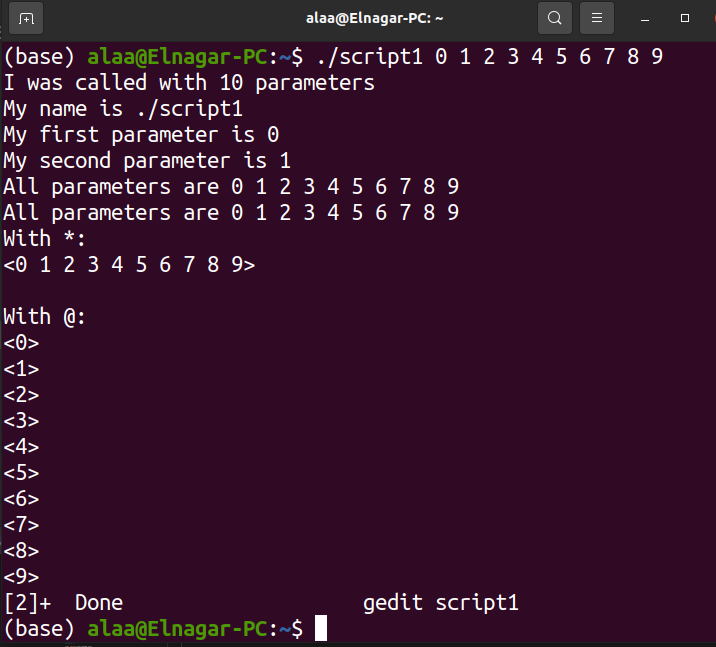 alaa@Elnagar-PC: ~
(base) alaa@Elnagar-PC:~$ ./script1 0 1 2 3 4 5 6 7 8 9
I was called with 10 parameters
My name is ./script1
My first parameter is 0
My second parameter is 1
All parameters are 0 1 2 3 4 5 6 7 8 9
All parameters are 0 1 2 3 4 5 6 7 8 9
With *:
<0 1 2 3 4 5 6 7 8 9>

With @:
<0>
<1>
<2>
<3>
<4>
<5>
<6>
<7>
<8>
<9>
[2]+  Done                    gedit script1
(base) alaa@Elnagar-PC:~$